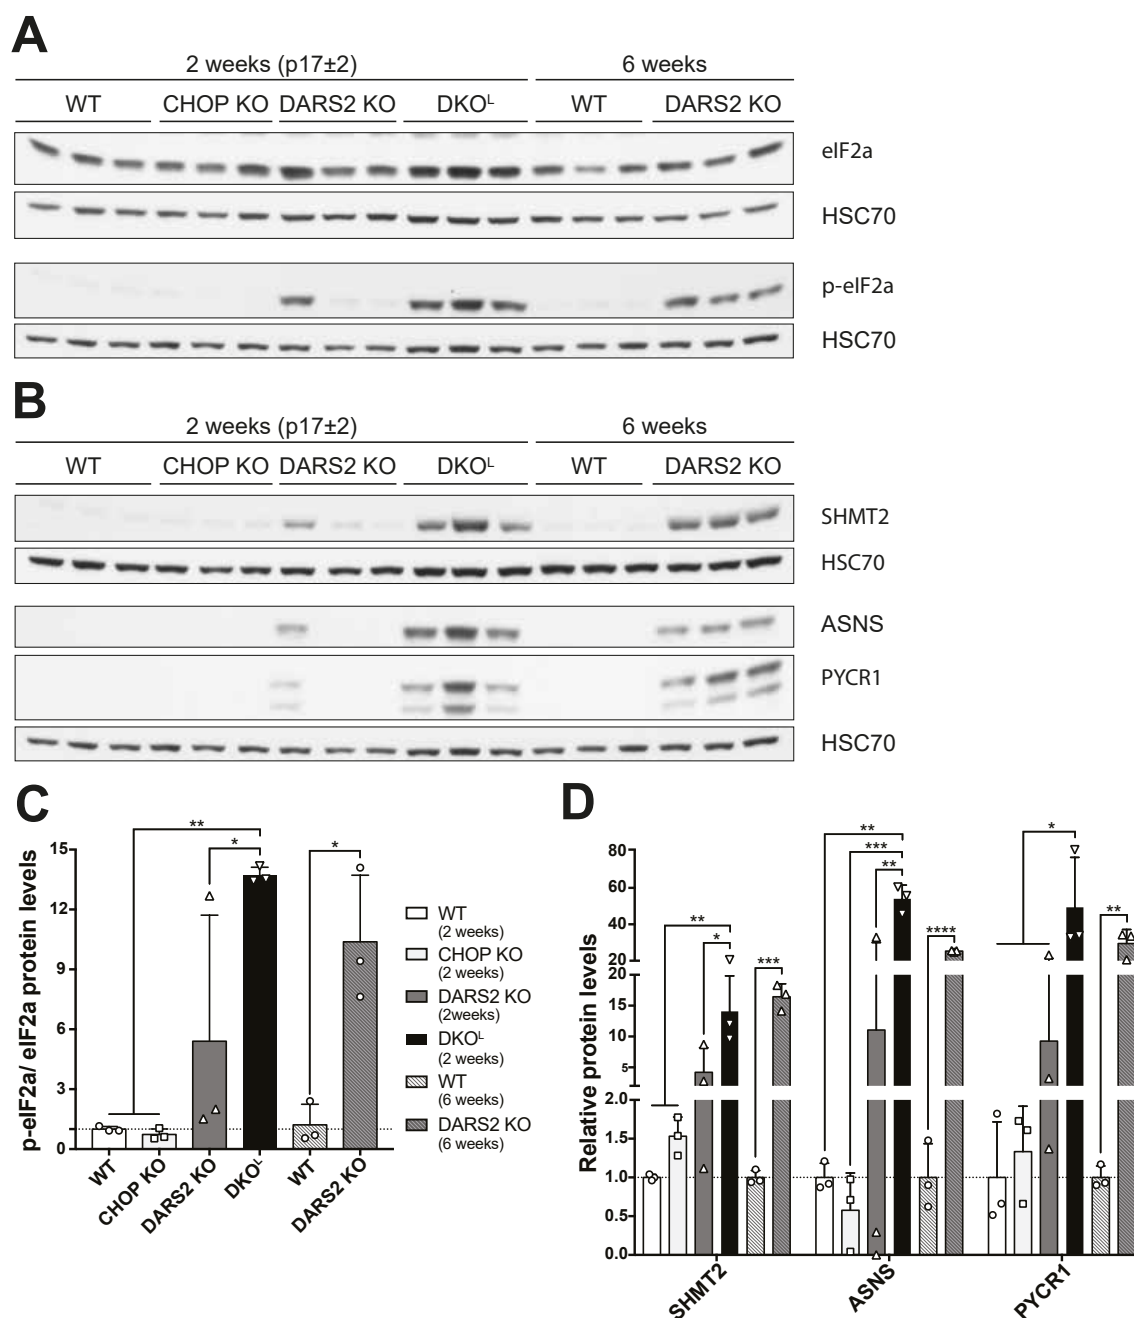 A
2 weeks (p17±2)
6 weeks
WT
CHOP KO
DARS2 KO
DKOᴸ
WT
DARS2 KO
eIF2a
HSC70
p-eIF2a
HSC70
B
2 weeks (p17±2)
6 weeks
WT
CHOP KO
DARS2 KO
DKOᴸ
WT
DARS2 KO
SHMT2
HSC70
ASNS
PYCR1
HSC70
C
p-eIF2a/ eIF2a protein levels
15
12
9
6
3
0
**
*
*
WT
CHOP KO
DARS2 KO
DKOᴸ
WT
DARS2 KO
WT
(2 weeks)
CHOP KO
(2 weeks)
DARS2 KO
(2weeks)
DKOᴸ
(2 weeks)
WT
(6 weeks)
DARS2 KO
(6 weeks)
D
Relative protein levels
80
60
40
20
20
15
10
5
2.0
1.5
1.0
0.5
0.0
**
*
***
**
***
**
****
*
**
SHMT2
ASNS
PYCR1